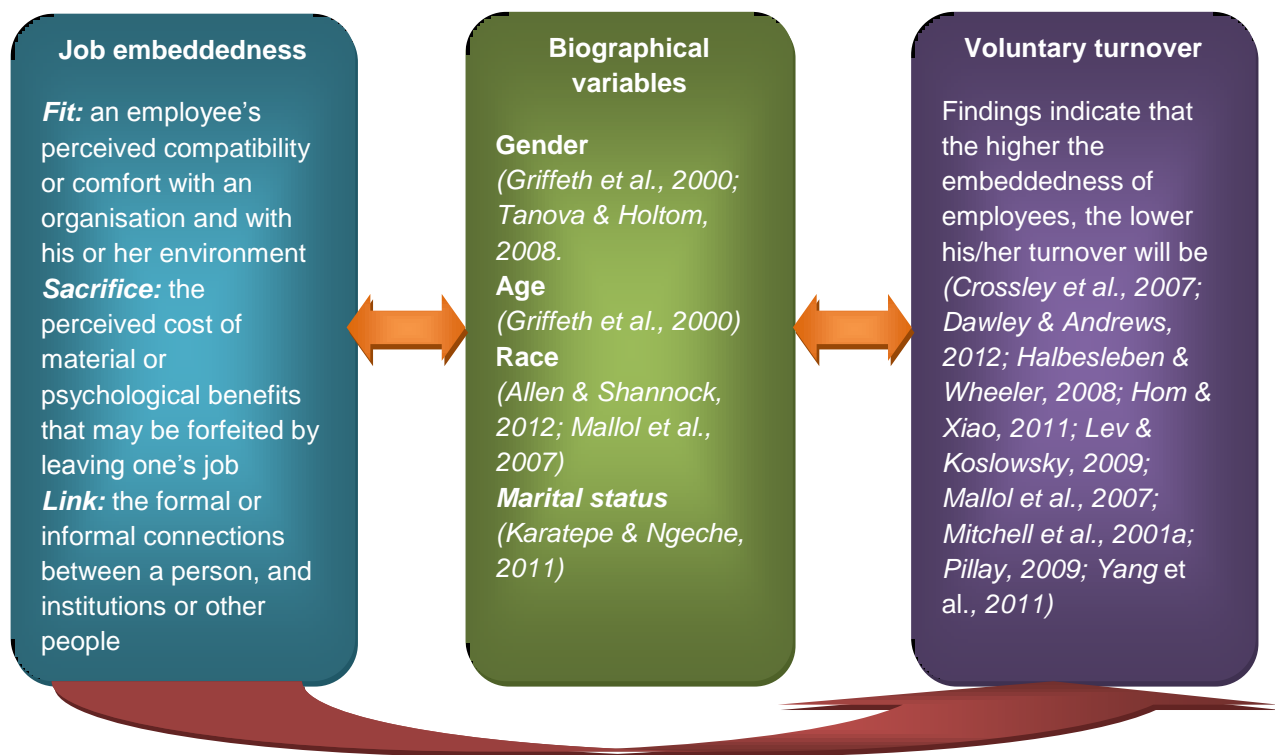 Job embeddedness
Fit: an employee's
perceived compatibility
or comfort with an
organisation and with
his or her environment
Sacrifice: the
perceived cost of
material or
psychological benefits
that may be forfeited by
leaving one's job
Link: the formal or
informal connections
between a person, and
institutions or other
people
Biographical
variables
Gender
(Griffeth et al., 2000;
Tanova & Holtom,
2008.
Age
(Griffeth et al., 2000)
Race
(Allen & Shannock,
2012; Mallol et al.,
2007)
Marital status
(Karatepe & Ngeche,
2011)
Voluntary turnover
Findings indicate that
the higher the
embeddedness of
employees, the lower
his/her turnover will be
(Crossley et al., 2007;
Dawley & Andrews,
2012; Halbesleben &
Wheeler, 2008; Hom &
Xiao, 2011; Lev &
Koslowsky, 2009;
Mallol et al., 2007;
Mitchell et al., 2001a;
Pillay, 2009; Yang et
al., 2011)